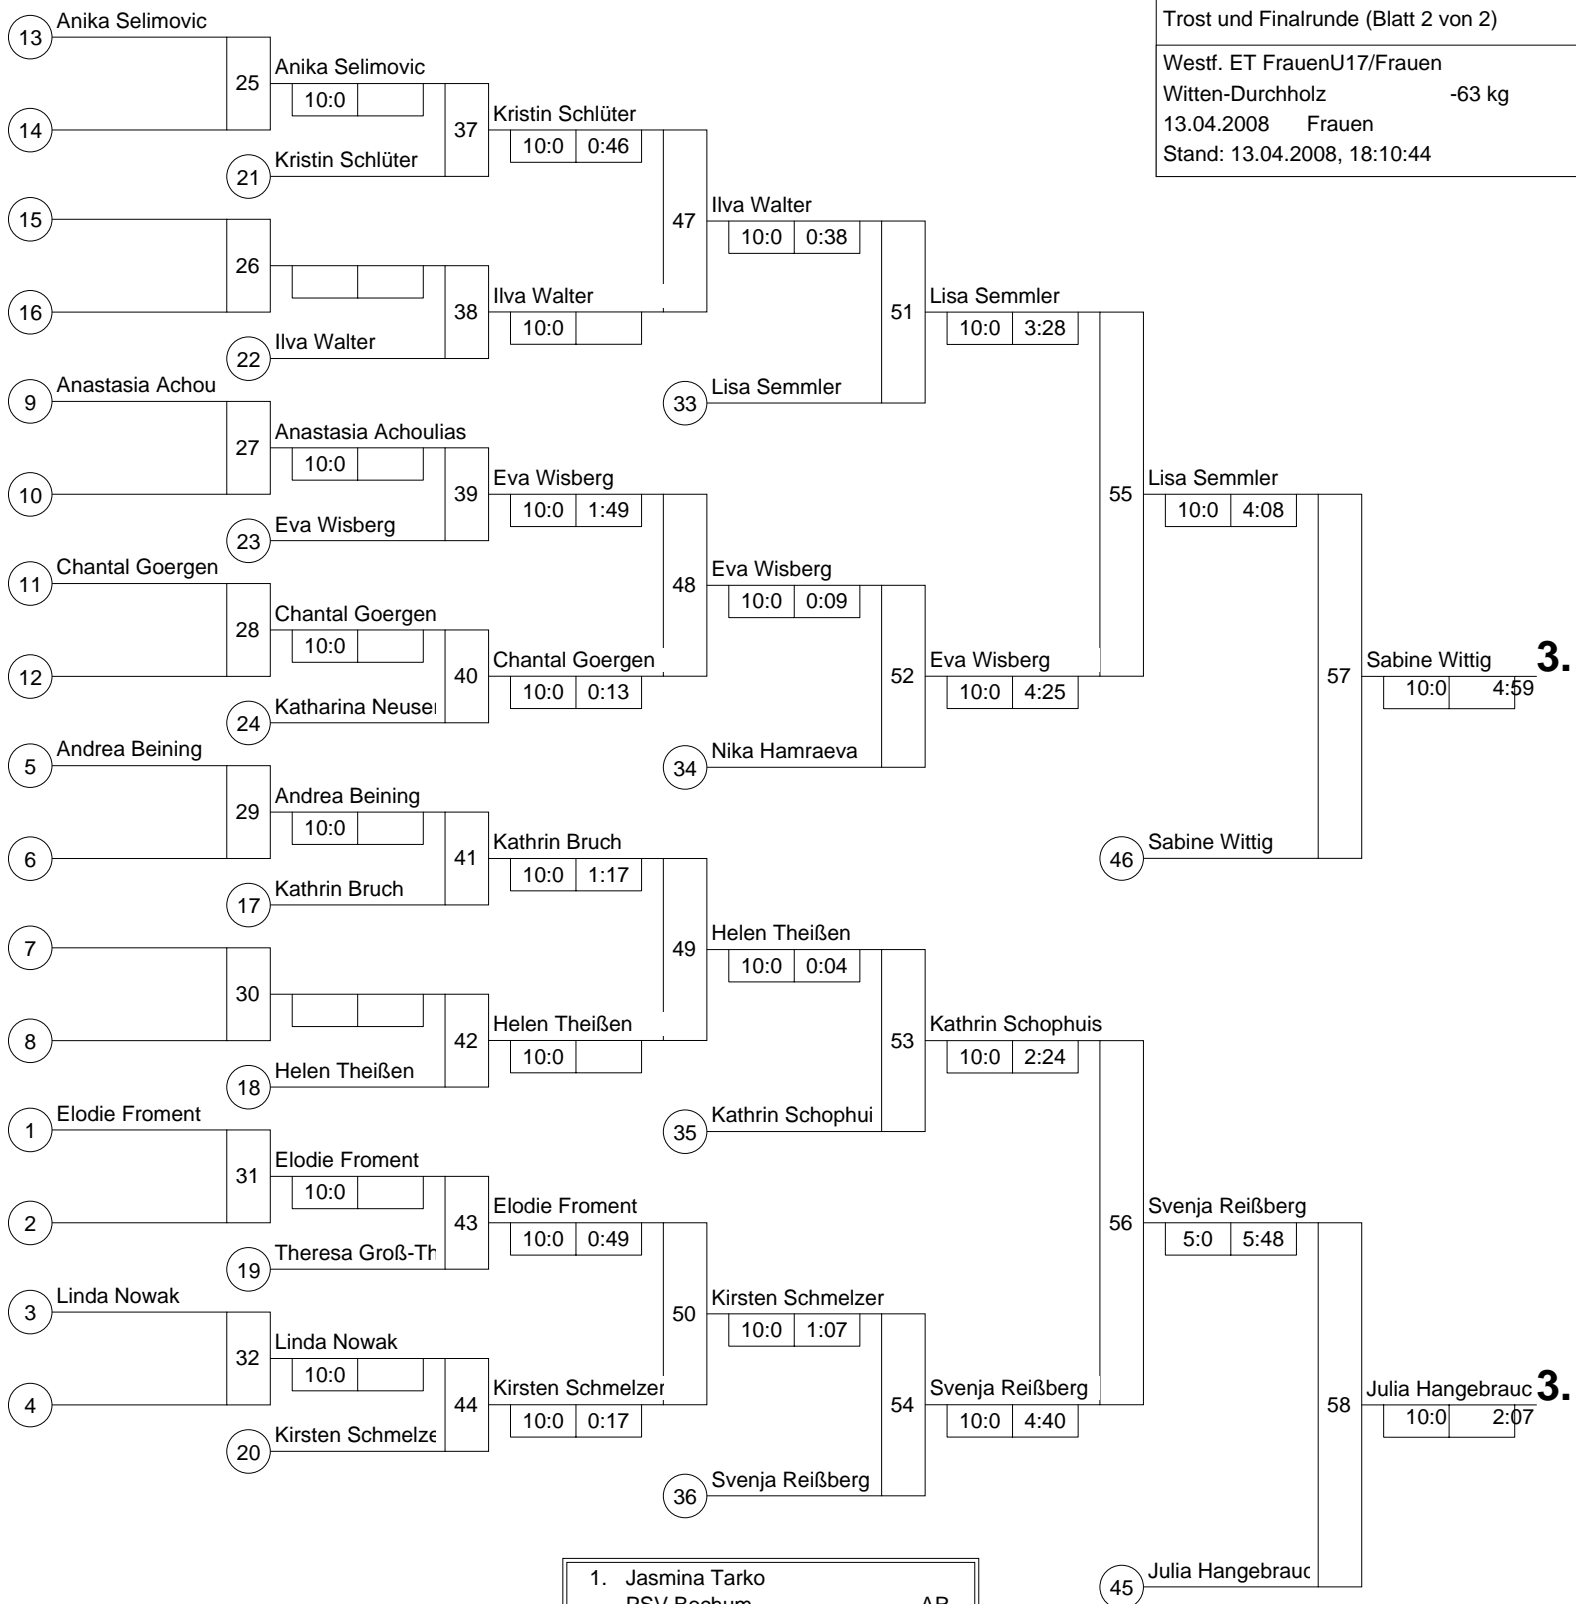 Trost und Finalrunde (Blatt 2 von 2)
Westf. ET FrauenU17/Frauen
Witten-Durchholz -63 kg
13.04.2008 Frauen
Stand: 13.04.2008, 18:10:44
13 Anika Selimovic
14
25
Anika Selimovic
10:0
21 Kristin Schlüter
37
Kristin Schlüter
10:0 0:46
15
16
26
22 Ilva Walter
38
Ilva Walter
10:0
47
Ilva Walter
10:0 0:38
33 Lisa Semmler
51
Lisa Semmler
10:0 3:28
9 Anastasia Achou
10
27
Anastasia Achoulias
10:0
23 Eva Wisberg
39
Eva Wisberg
10:0 1:49
11 Chantal Goergen
12
28
Chantal Goergen
10:0
24 Katharina Neuser
40
Chantal Goergen
10:0 0:13
48
Eva Wisberg
10:0 0:09
34 Nika Hamraeva
52
Eva Wisberg
10:0 4:25
55
Lisa Semmler
10:0 4:08
46 Sabine Wittig
57
Sabine Wittig 3.
10:0 4:59
5 Andrea Beining
6
29
Andrea Beining
10:0
17 Kathrin Bruch
41
Kathrin Bruch
10:0 1:17
7
8
30
18 Helen Theißen
42
Helen Theißen
10:0
49
Helen Theißen
10:0 0:04
35 Kathrin Schophui
53
Kathrin Schophuis
10:0 2:24
1 Elodie Froment
2
31
Elodie Froment
10:0
19 Theresa Groß-Th
43
Elodie Froment
10:0 0:49
3 Linda Nowak
4
32
Linda Nowak
10:0
20 Kirsten Schmelze
44
Kirsten Schmelzer
10:0 0:17
50
Kirsten Schmelzer
10:0 1:07
36 Svenja Reißberg
54
Svenja Reißberg
10:0 4:40
56
Svenja Reißberg
5:0 5:48
45 Julia Hangebrauc
58
Julia Hangebrauc 3.
10:0 2:07
1. Jasmina Tarko
PSV Bochum AR